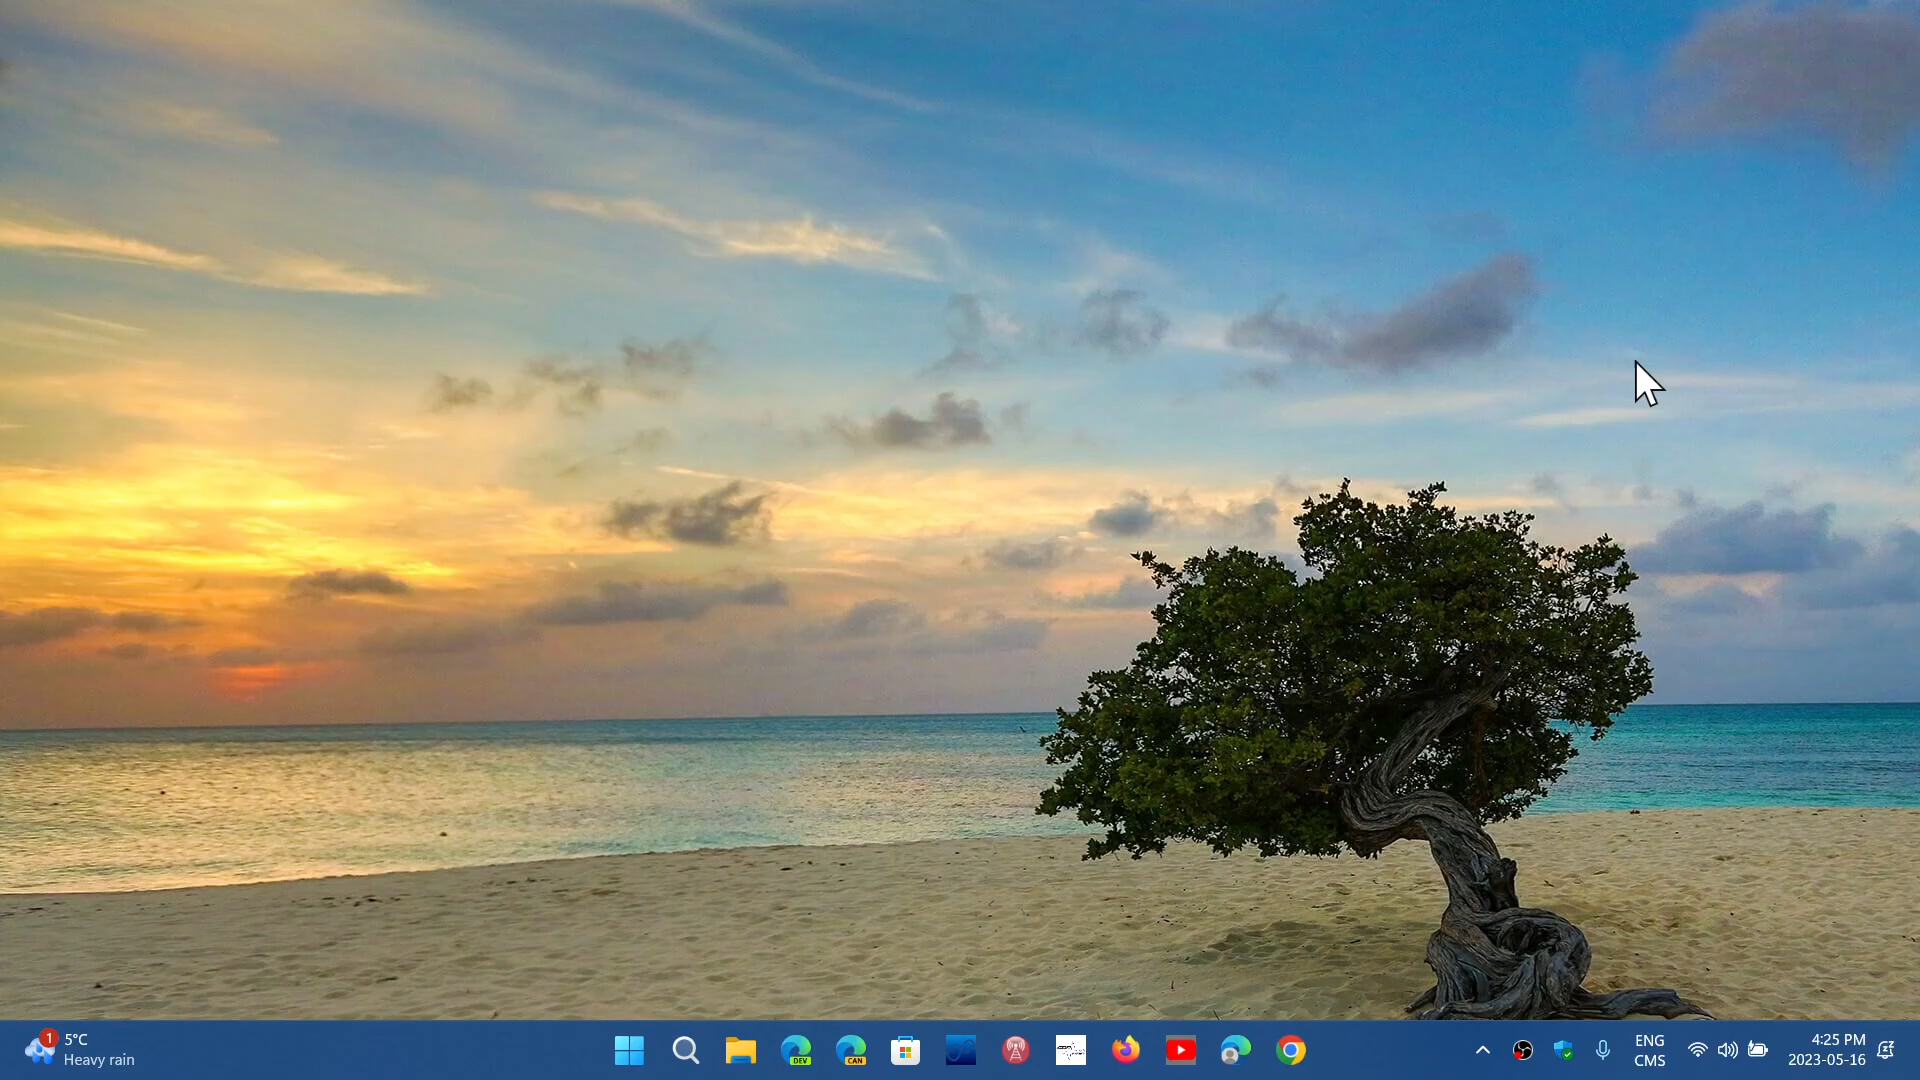 1
5°C
Heavy rain
DEV
CAN
ENG
CMS
4:25 PM
2023-05-16